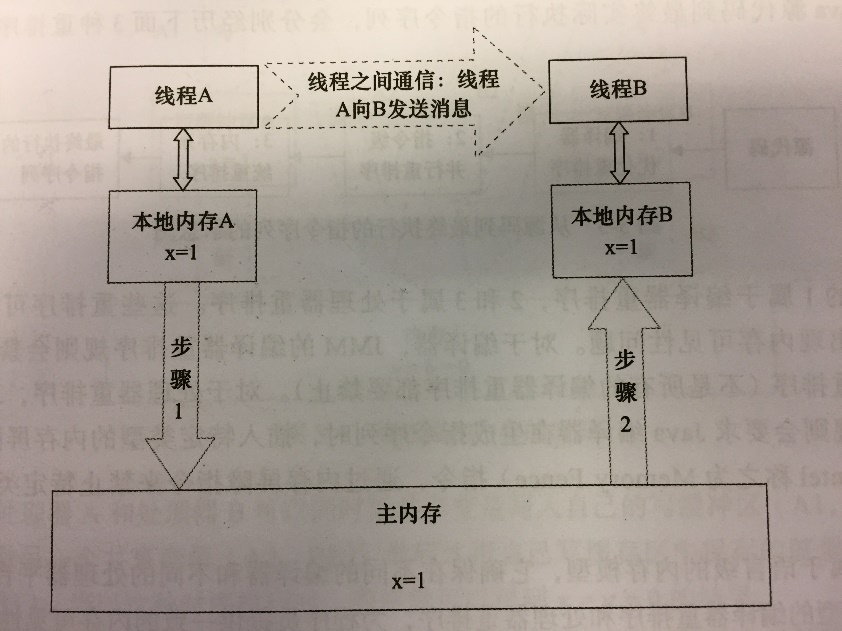 线程A
线程之间通信：线程
A向B发送消息
线程B
本地内存A
x=1
本地内存B
x=1
步骤1
步骤2
主内存
x=1